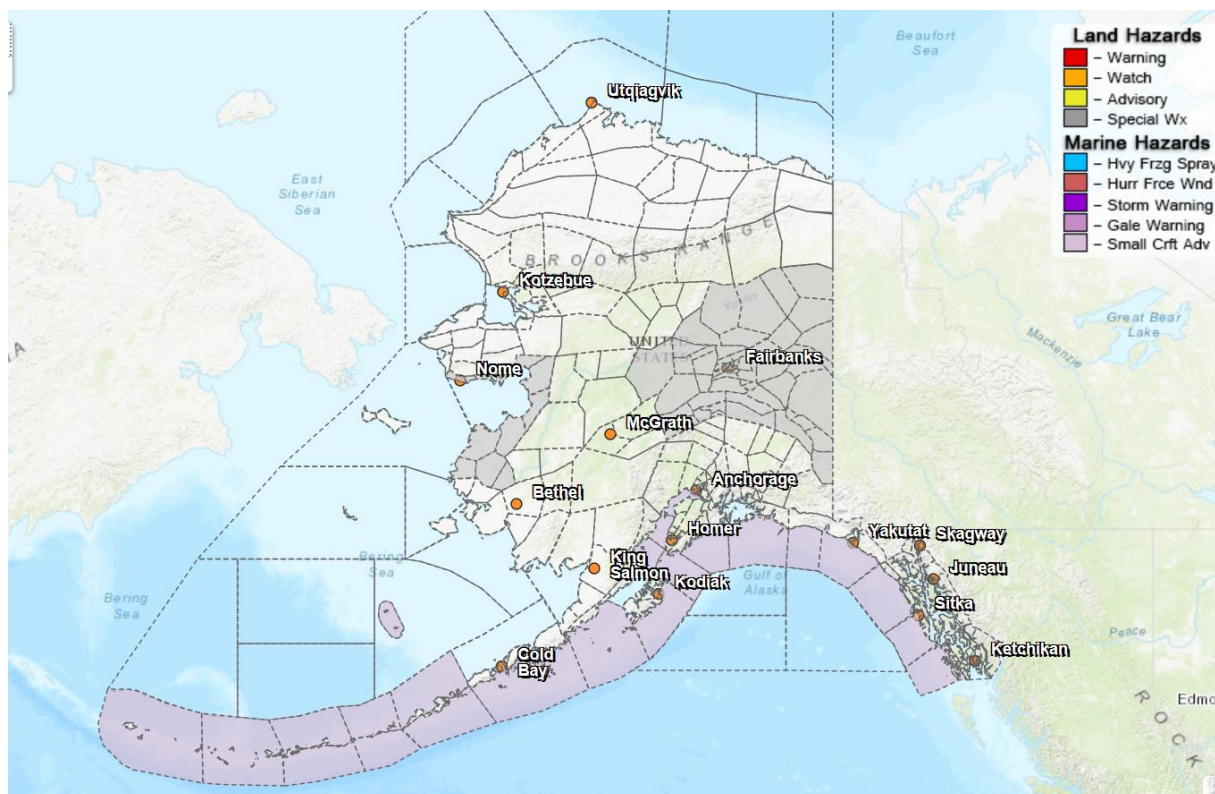 Beaufort
Sea
Land Hazards
– Warning
– Watch
– Advisory
– Special Wx
Marine Hazards
– Hvy Frzg Spray
– Hurr Frce Wnd
– Storm Warning
– Gale Warning
– Small Crft Adv
Utqiagvik
East
Siberian
Sea
BROOKS RANGE
Kotzebue
Yukon
Great Bear
Lake
Mackenzie
UNITED
STATES
Fairbanks
Nome
McGrath
Anchorage
Bethel
Homer
Yakutat
Skagway
King
Salmon
Kodiak
Juneau
Bering
Sea
Gulf of
Alaska
Bering
Sea
Sitka
Peace
Ketchikan
Cold
Bay
Edmo
ROCK